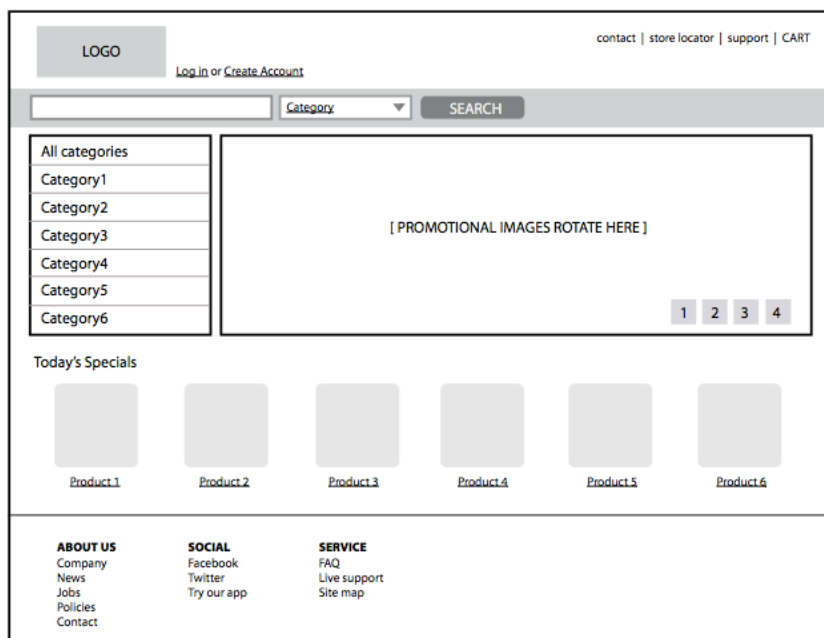 LOGO
contact | store locator | support | CART
Log in or Create Account
Category
SEARCH
All categories
Category1
Category2
Category3
Category4
Category5
Category6
[ PROMOTIONAL IMAGES ROTATE HERE ]
1 2 3 4
Today's Specials
Product 1 Product 2 Product 3 Product 4 Product 5 Product 6
ABOUT US
Company
News
Jobs
Policies
Contact
SOCIAL
Facebook
Twitter
Try our app
SERVICE
FAQ
Live support
Site map